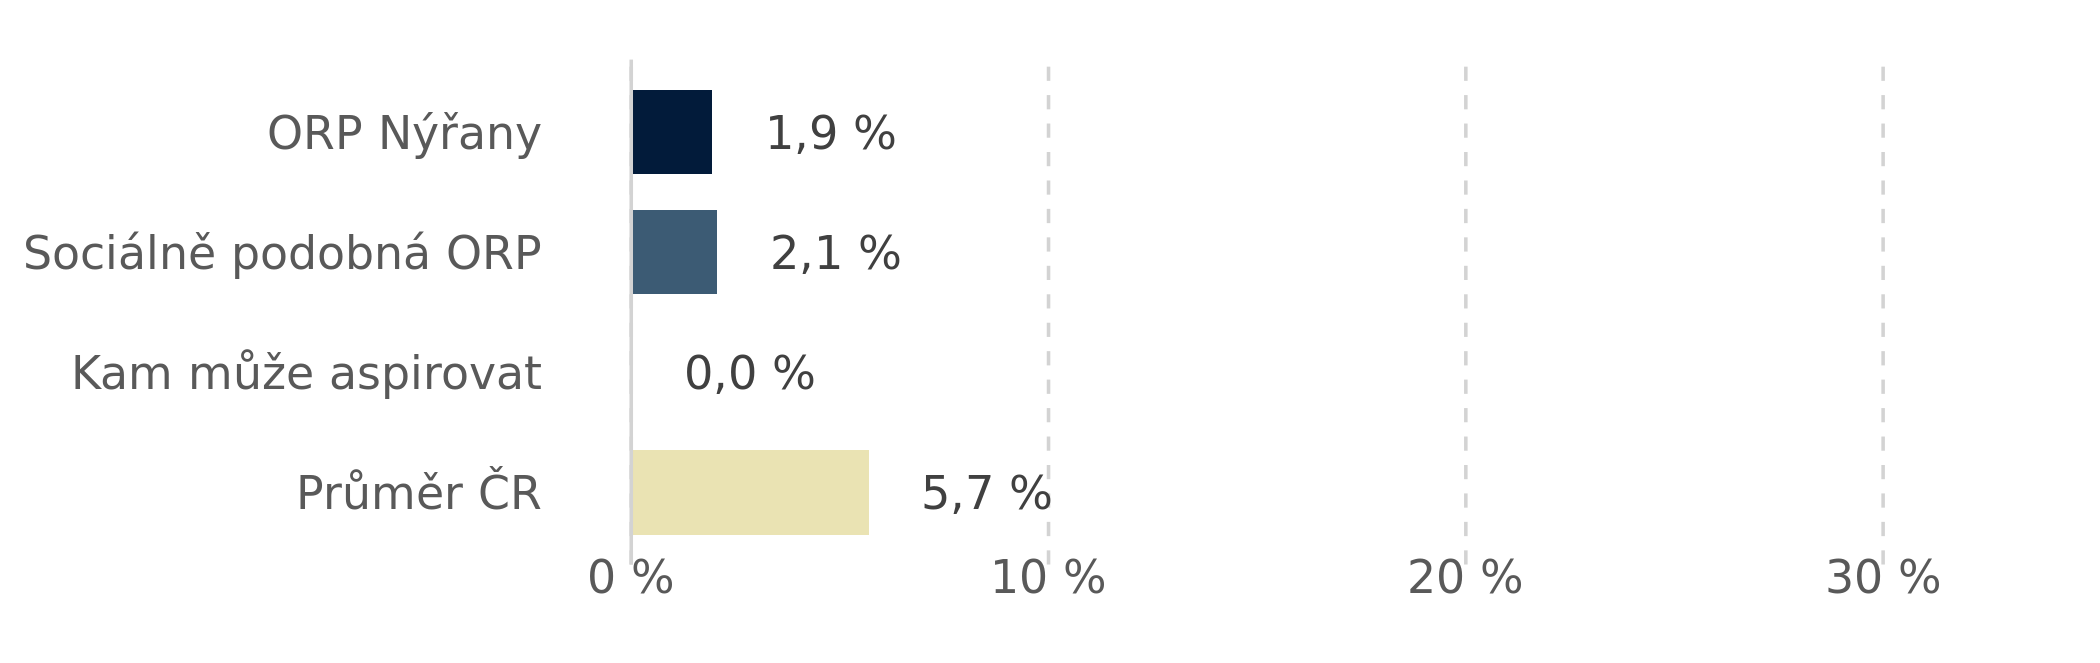 ORP Nýřany 1,9 %
Sociálně podobná ORP 2,1 %
Kam může aspirovat 0,0 %
Průměr ČR 5,7 %
0 % 10 % 20 % 30 %